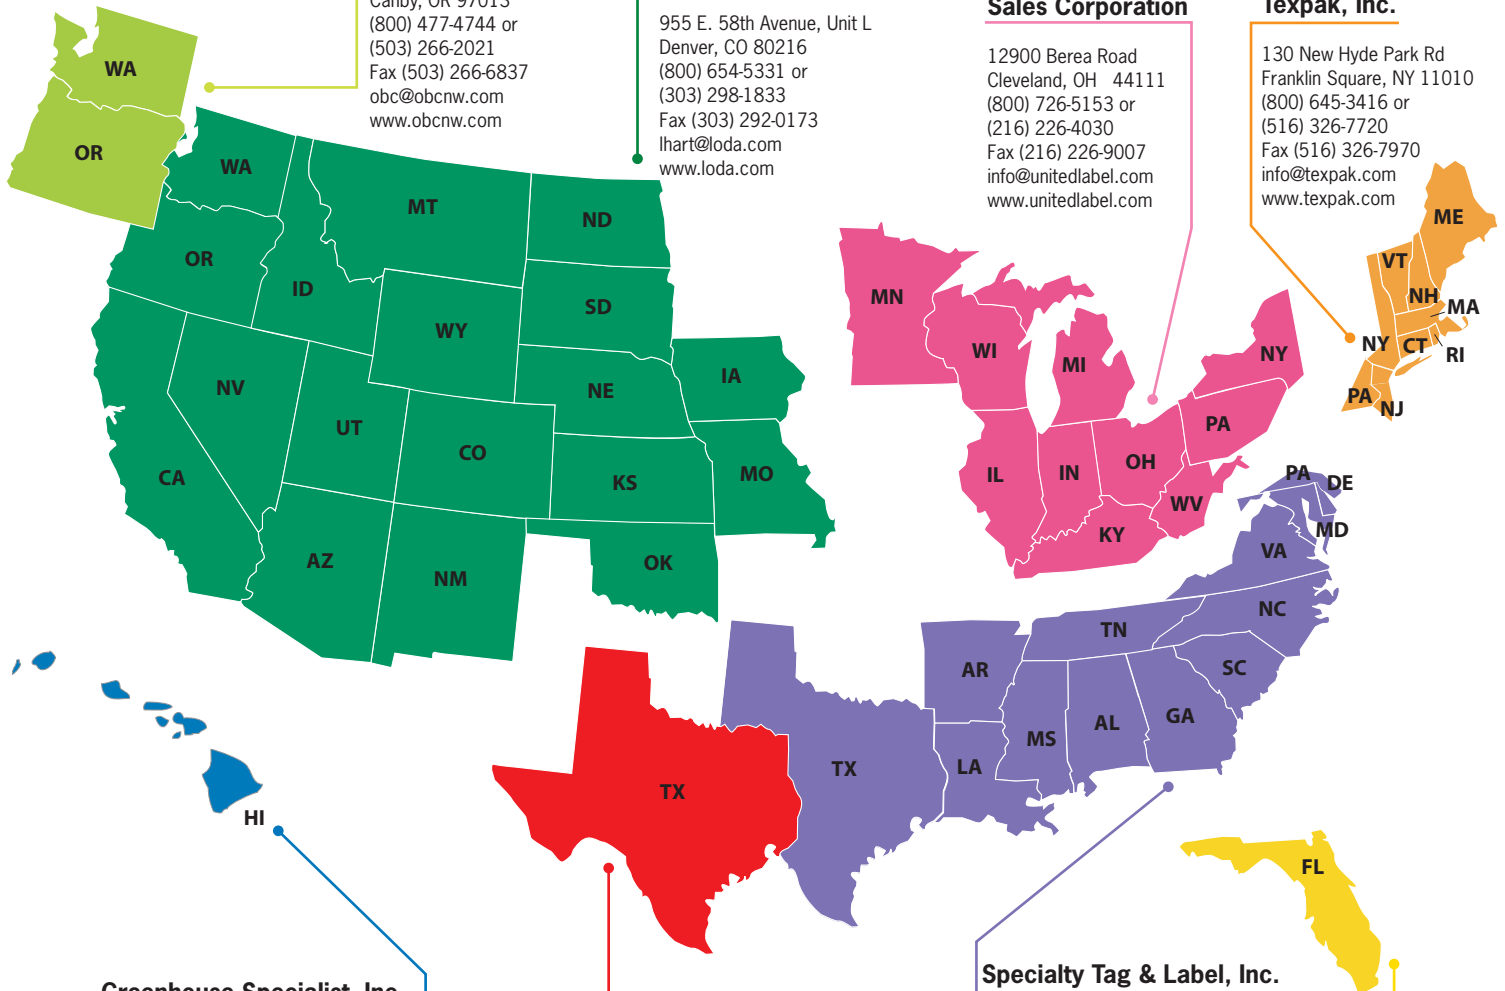 Canby, OR 97013
(800) 477-4744 or
(503) 266-2021
Fax (503) 266-6837
obc@obcnw.com
www.obcnw.com
955 E. 58th Avenue, Unit L
Denver, CO 80216
(800) 654-5331 or
(303) 298-1833
Fax (303) 292-0173
lhart@loda.com
www.loda.com
Sales Corporation
12900 Berea Road
Cleveland, OH 44111
(800) 726-5153 or
(216) 226-4030
Fax (216) 226-9007
info@unitedlabel.com
www.unitedlabel.com
Texpak, Inc.
130 New Hyde Park Rd
Franklin Square, NY 11010
(800) 645-3416 or
(516) 326-7720
Fax (516) 326-7970
info@texpak.com
www.texpak.com
WA
OR
WA
OR
ID
MT
ND
SD
WY
NE
IA
NV
UT
CO
KS
MO
CA
AZ
NM
OK
MN
WI
MI
NY
PA
IL
IN
OH
WV
KY
ME
VT
NH
MA
NY
CT
RI
PA
NJ
PA
DE
MD
VA
NC
TN
SC
AR
GA
AL
MS
LA
TX
TX
HI
FL
Greenhouse Specialist, Inc.
Specialty Tag & Label, Inc.